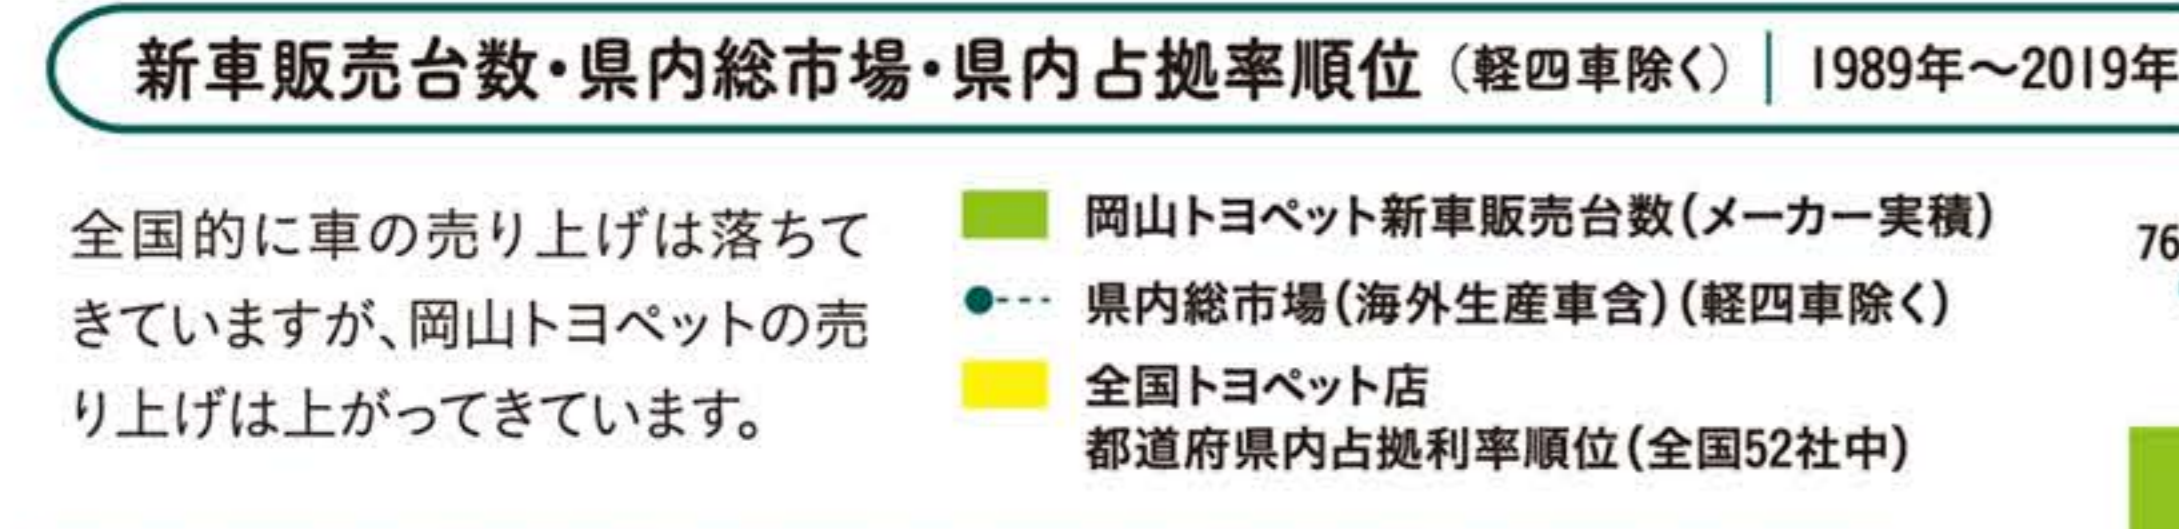 新車販売台数・県内総市場・県内占拠率順位（軽四車除く） 1989年〜2019年
全国的に車の売り上げは落ちて
きていますが、岡山トヨペットの売
り上げは上がってきています。
岡山トヨペット新車販売台数(メーカー実積)
県内総市場(海外生産車含)(軽四車除く)
全国トヨペット店
都道府県内占拠利率順位(全国52社中)
76